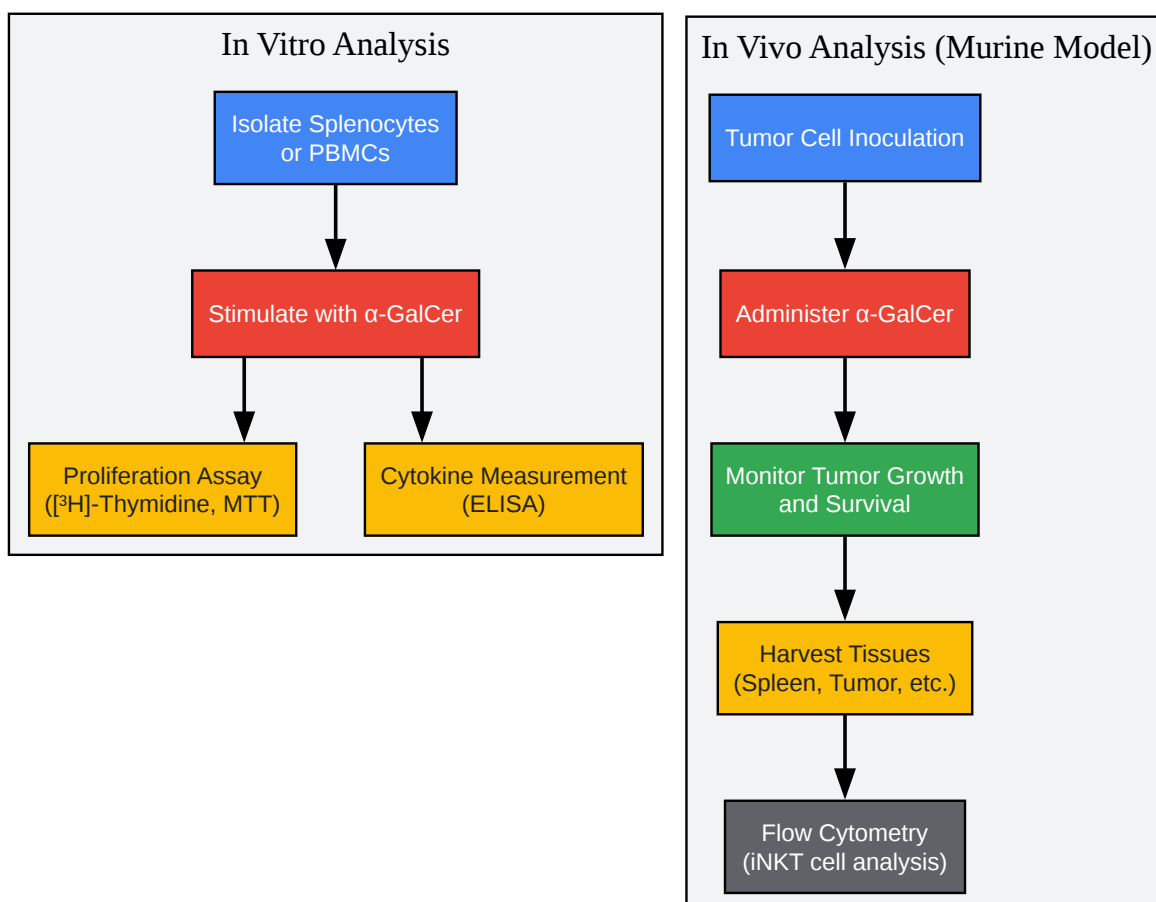 In Vitro Analysis
Isolate Splenocytes
or PBMCs
Stimulate with α-GalCer
Proliferation Assay
([³H]-Thymidine, MTT)
Cytokine Measurement
(ELISA)
In Vivo Analysis (Murine Model)
Tumor Cell Inoculation
Administer α-GalCer
Monitor Tumor Growth
and Survival
Harvest Tissues
(Spleen, Tumor, etc.)
Flow Cytometry
(iNKT cell analysis)